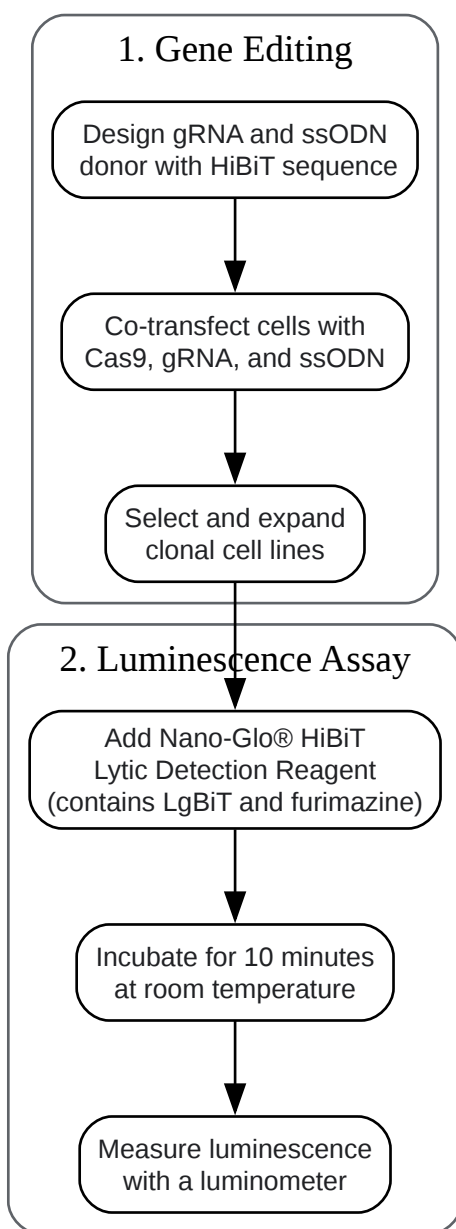 1. Gene Editing
Design gRNA and ssODN
donor with HiBiT sequence
Co-transfect cells with
Cas9, gRNA, and ssODN
Select and expand
clonal cell lines
2. Luminescence Assay
Add Nano-Glo® HiBiT
Lytic Detection Reagent
(contains LgBiT and furimazine)
Incubate for 10 minutes
at room temperature
Measure luminescence
with a luminometer